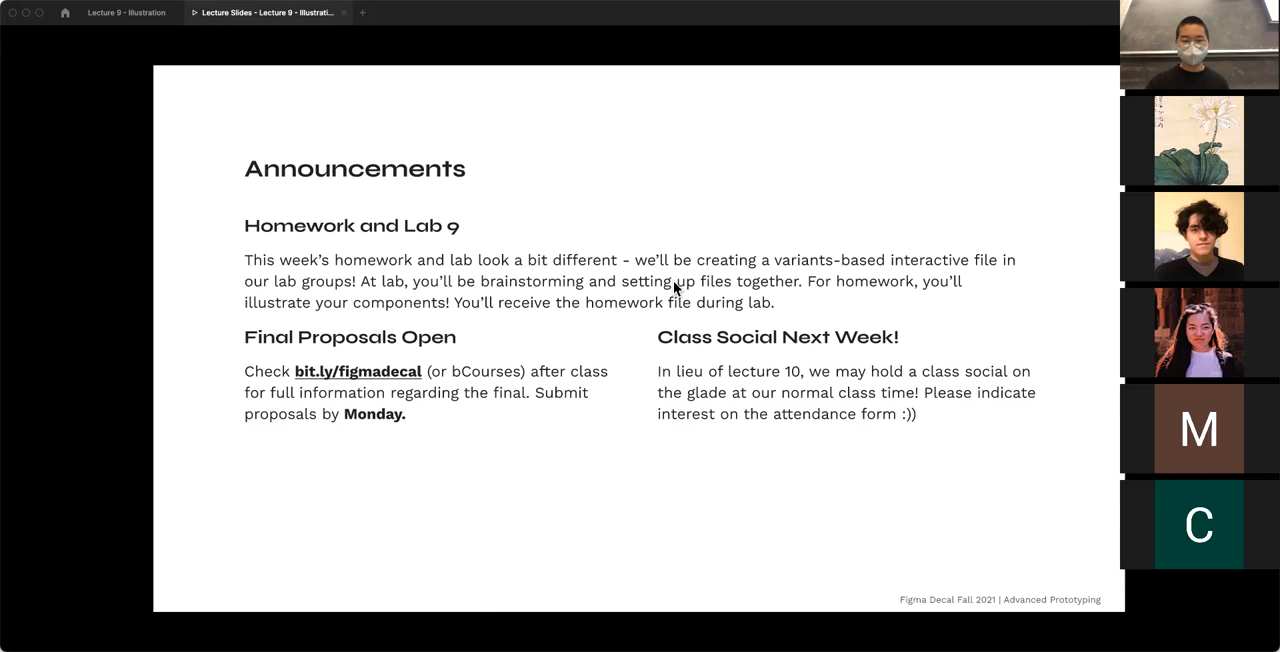 Lecture 9 - Illustration
Lecture Slides - Lecture 9 - Illustrati...
Announcements
Homework and Lab 9
This week's homework and lab look a bit different - we'll be creating a variants-based interactive file in
our lab groups! At lab, you'll be brainstorming and setting up files together. For homework, you'll
illustrate your components! You'll receive the homework file during lab.
Final Proposals Open
Check bit.ly/figmadecal (or bCourses) after class
for full information regarding the final. Submit
proposals by Monday.
Class Social Next Week!
In lieu of lecture 10, we may hold a class social on
the glade at our normal class time! Please indicate
interest on the attendance form :))
Figma Decal Fall 2021 | Advanced Prototyping
M
C